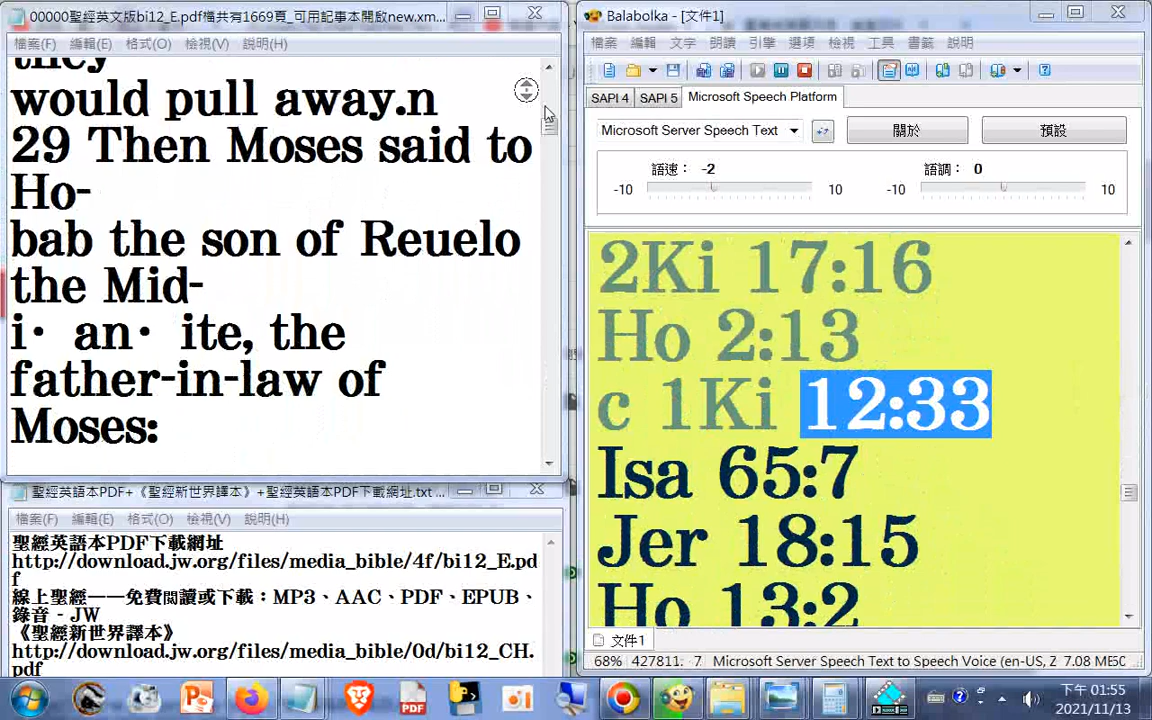 00000聖經英文版bi12_E.pdf檔共有1669頁_可用記事本開啟new.xm...
檔案(F) 編輯(E) 格式(O) 檢視(V) 說明(H)
they
would pull away.n
29 Then Moses said to
Ho-
bab the son of Reuelo
the Mid-
i· an· ite, the
father-in-law of
Moses:
聖經英語本PDF+《聖經新世界譯本》+聖經英語本PDF下載網址.txt ...
檔案(F) 編輯(E) 格式(O) 檢視(V) 說明(H)
聖經英語本PDF下載網址
http://download.jw.org/files/media_bible/4f/bi12_E.pd
f
線上聖經——免費閱讀或下載：MP3、AAC、PDF、EPUB、
錄音 - JW
《聖經新世界譯本》
http://download.jw.org/files/media_bible/0d/bi12_CH.
pdf
Balabolka - [文件1]
檔案 編輯 文字 朗讀 引擎 選項 檢視 工具 書籤 說明
SAPI 4 SAPI 5 Microsoft Speech Platform
Microsoft Server Speech Text 關於 預設
語速： -2 語調： 0
-10 10 -10 10
2Ki 17:16
Ho 2:13
c 1Ki 12:33
Isa 65:7
Jer 18:15
Ho 13:2
文件1
68% 427811. 7 Microsoft Server Speech Text to Speech Voice (en-US, Z 7.08 ME5C
PDF
下午 01:55
2021/11/13